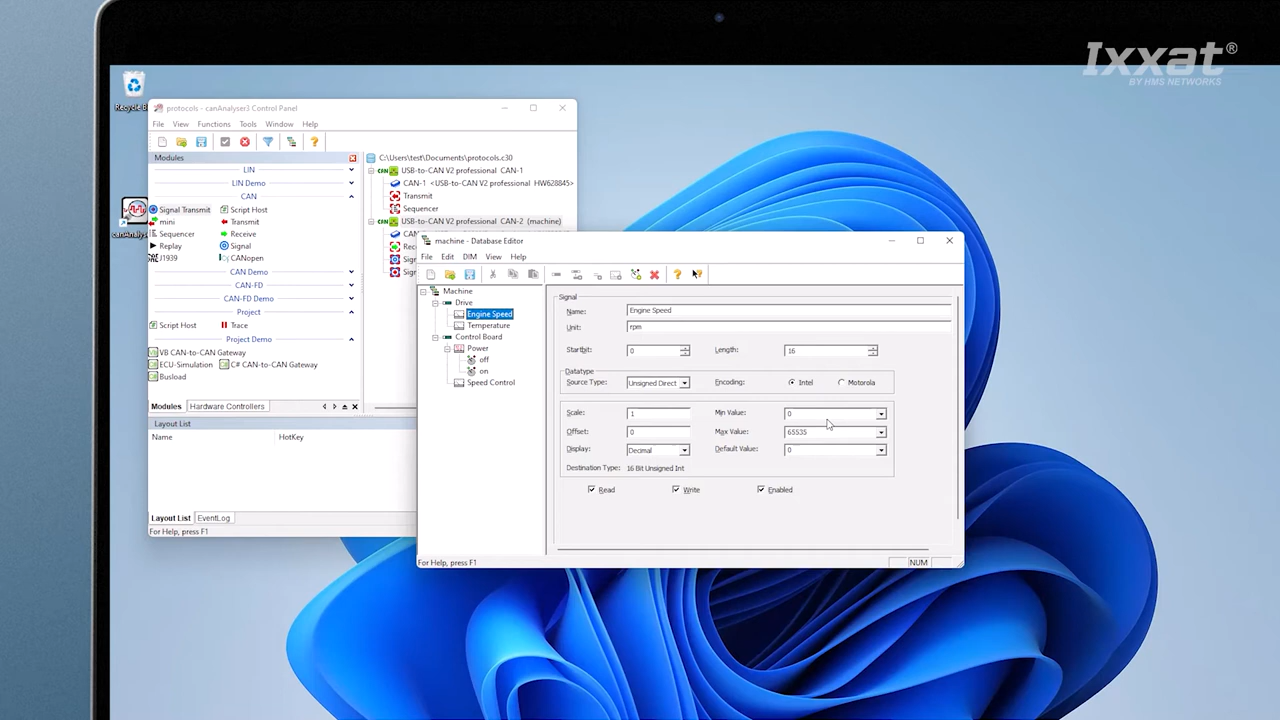 Ixxat®
BY HMS NETWORKS
protocols - canAnalyser3 Control Panel
File View Functions Tools Window Help
Modules
LIN
LIN Demo
CAN
Signal Transmit
Script Host
mini
Transmit
Sequencer
Receive
Replay
Signal
J1939
CANopen
CAN Demo
CAN-FD
CAN-FD Demo
Project
Script Host
Trace
Project Demo
VB CAN-to-CAN Gateway
ECU-Simulation
C# CAN-to-CAN Gateway
Busload
Modules
Hardware Controllers
Layout List
Name
HotKey
Layout List
EventLog
For Help, press F1
C:\Users\test\Documents\protocols.c30
CAN USB-to-CAN V2 professional CAN-1
CAN-1 <USB-to-CAN V2 professional HW628845>
Transmit
Sequencer
CAN USB-to-CAN V2 professional CAN-2 (machine)
machine - Database Editor
File Edit DIM View Help
Machine
Drive
Engine Speed
Temperature
Control Board
Power
off
on
Speed Control
Signal
Name: Engine Speed
Unit: rpm
Startbit: 0 Length: 16
Datatype
Source Type: Unsigned Direct Encoding: Intel Motorola
Scale: 1 Min Value: 0
Offset: 0 Max Value: 65535
Display: Decimal Default Value: 0
Destination Type: 16 Bit Unsigned Int
Read Write Enabled
For Help, press F1
NUM